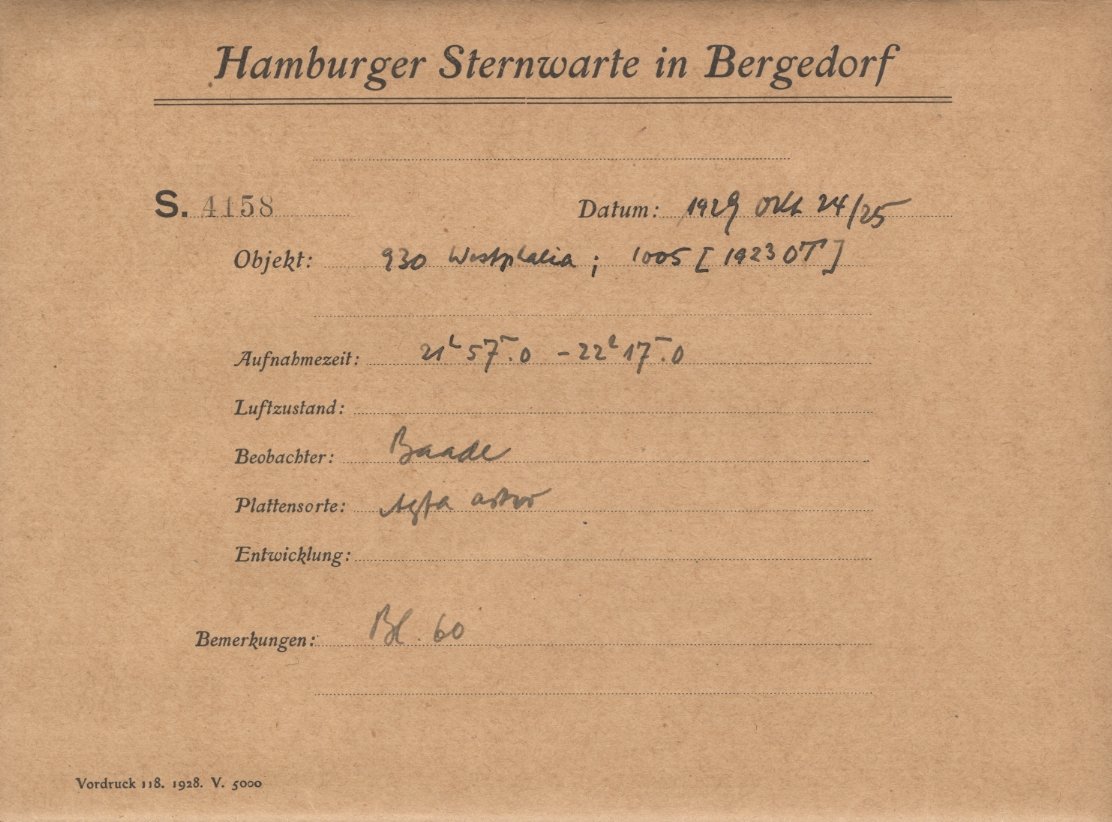 Hamburger Sternwarte in Bergedorf
S. 4158 Datum: 1929 Okt 24/25
Objekt: 930 Westphalia ; 1005 [1923 OT]
Aufnahmezeit: 21h 57m.0 – 22h 17m.0
Luftzustand:
Beobachter: Baade
Plattensorte: Agfa astro
Entwicklung:
Bemerkungen: Bl. 60
Vordruck 118. 1928. V. 5000